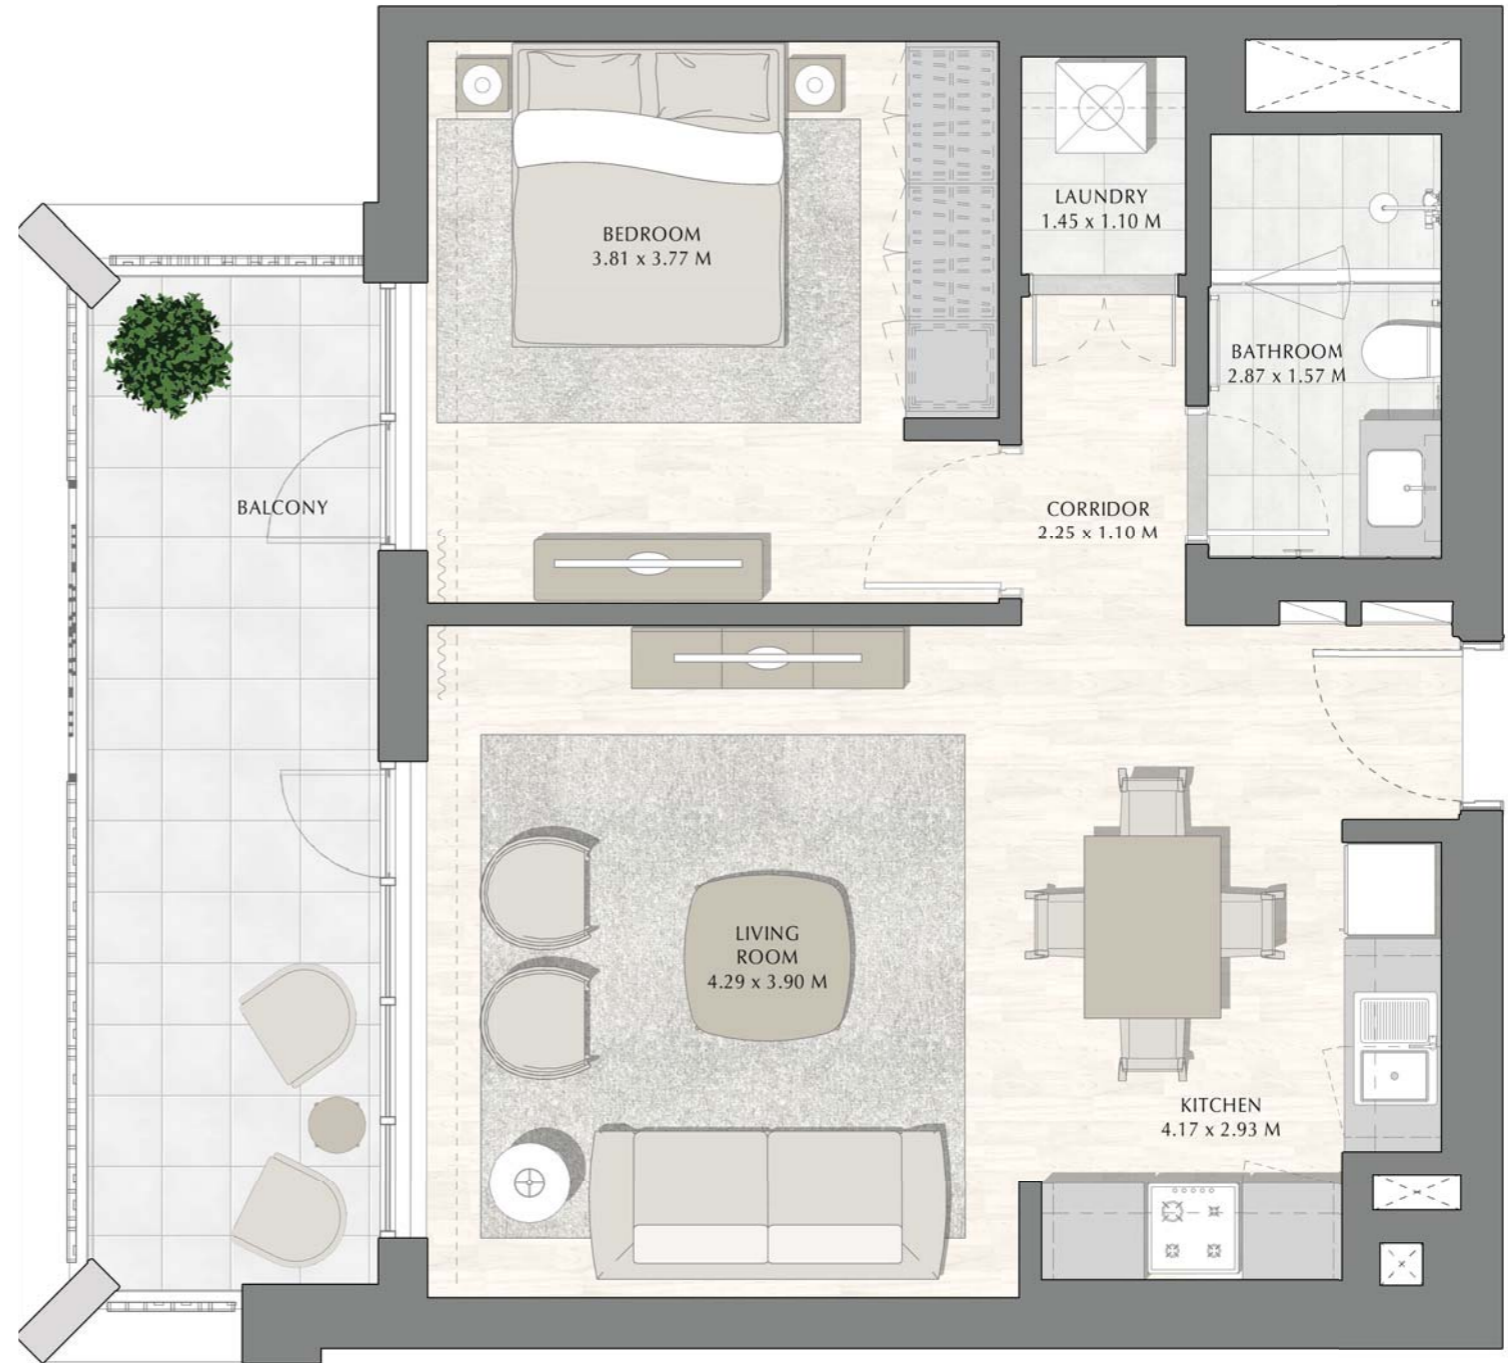 BEDROOM
3.81 x 3.77 M
LAUNDRY
1.45 x 1.10 M
BATHROOM
2.87 x 1.57 M
BALCONY
CORRIDOR
2.25 x 1.10 M
LIVING
ROOM
4.29 x 3.90 M
KITCHEN
4.17 x 2.93 M